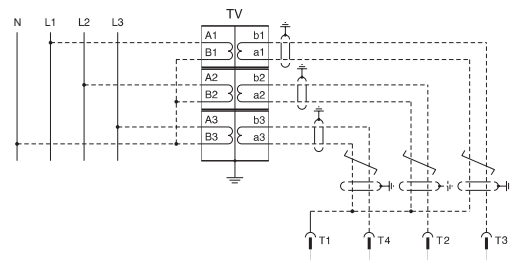 TV
N L1 L2 L3
A1 b1
B1 a1
A2 b2
B2 a2
A3 b3
B3 a3
T1 T4 T2 T3